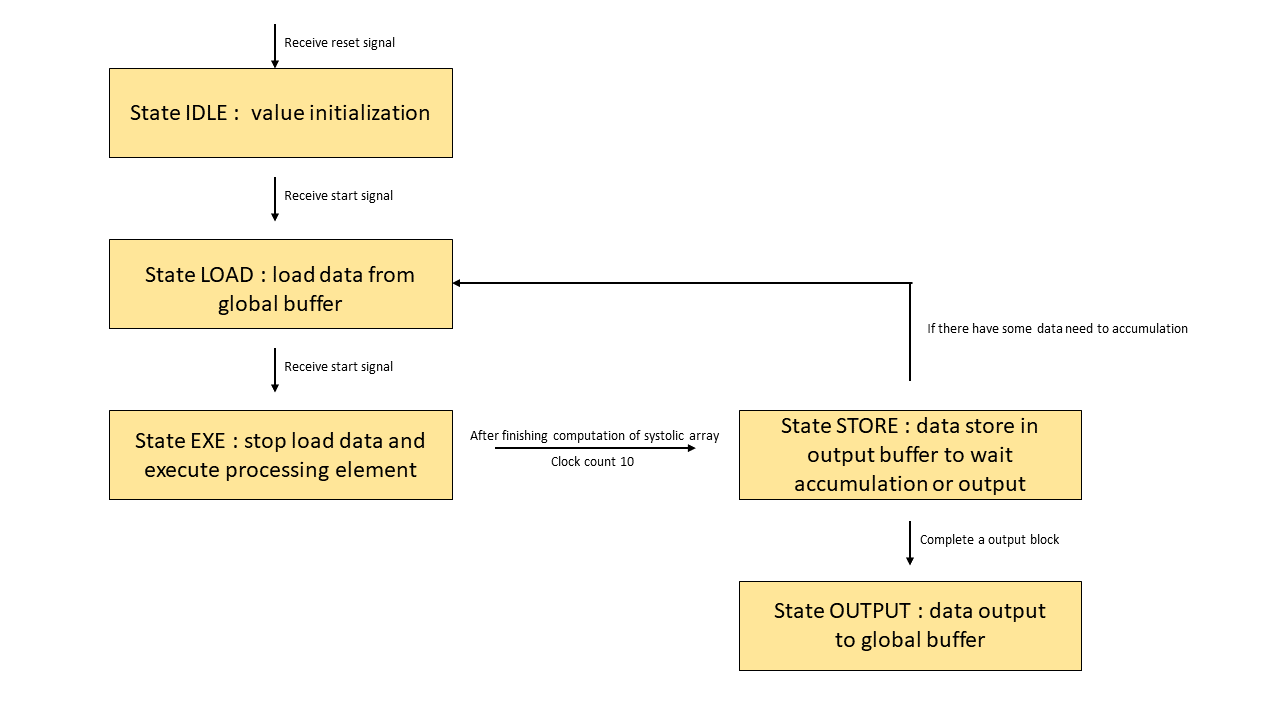 Receive reset signal
State IDLE : value initialization
Receive start signal
State LOAD : load data from
global buffer
If there have some data need to accumulation
Receive start signal
State EXE : stop load data and
execute processing element
After finishing computation of systolic array
Clock count 10
State STORE : data store in
output buffer to wait
accumulation or output
Complete a output block
State OUTPUT : data output
to global buffer